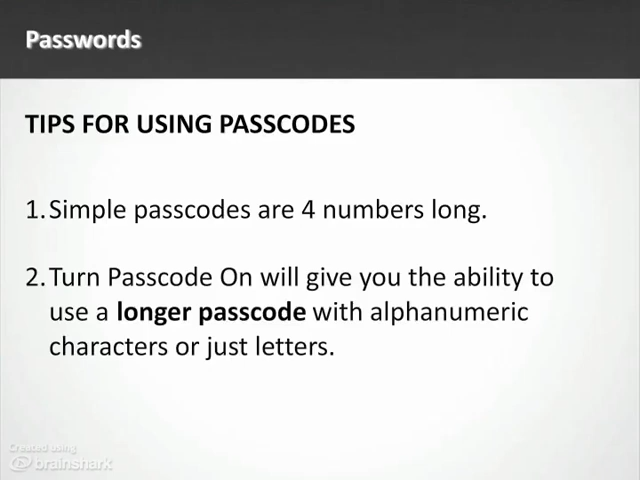 Passwords
TIPS FOR USING PASSCODES
1. Simple passcodes are 4 numbers long.
2. Turn Passcode On will give you the ability to
use a longer passcode with alphanumeric
characters or just letters.
Created using
brainshark